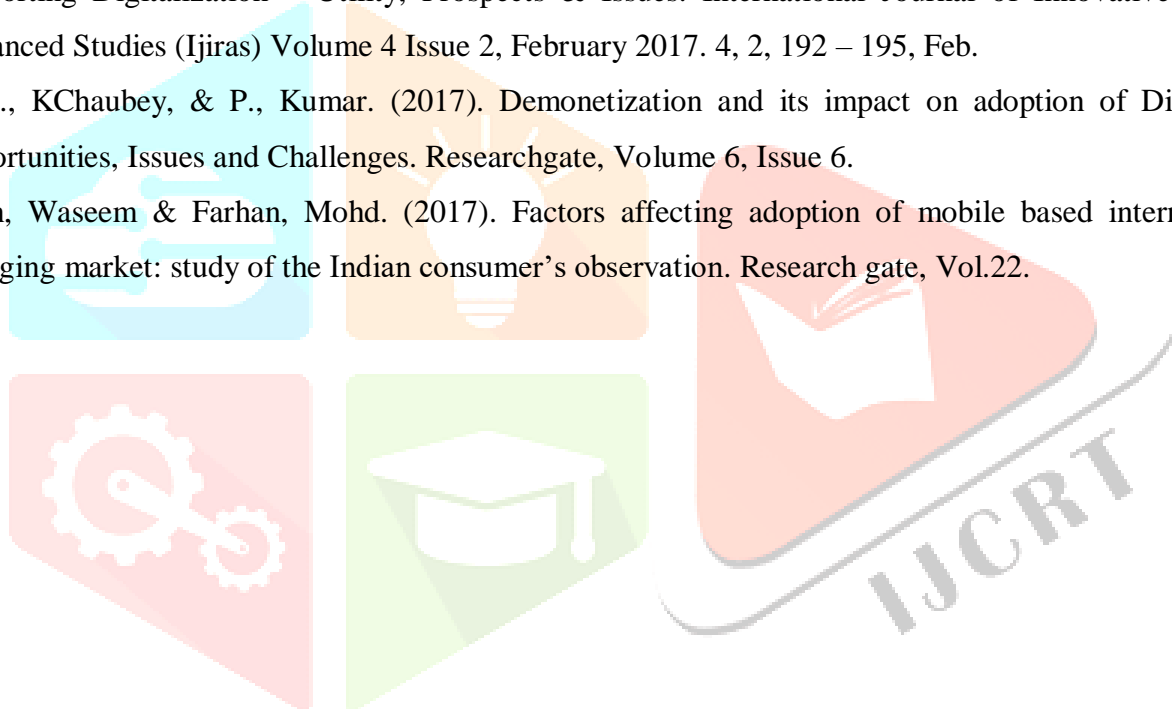 orting Digitalization – Utility, Prospects & Issues. International Journal of Innovative
anced Studies (Ijiras) Volume 4 Issue 2, February 2017. 4, 2, 192 – 195, Feb.
., KChaubey, & P., Kumar. (2017). Demonetization and its impact on adoption of Di
ortunities, Issues and Challenges. Researchgate, Volume 6, Issue 6.
, Waseem & Farhan, Mohd. (2017). Factors affecting adoption of mobile based inter
ging market: study of the Indian consumer’s observation. Research gate, Vol.22.
IJCRT